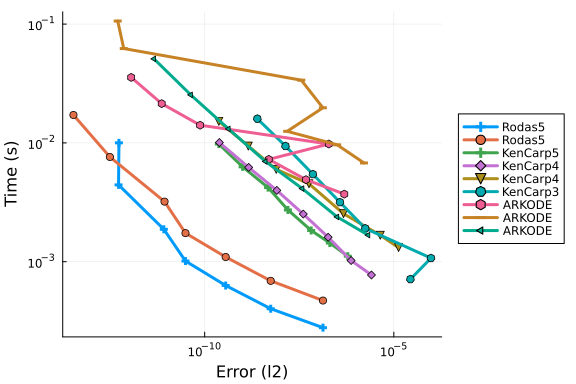 10⁻¹
10⁻²
10⁻³
Time (s)
10⁻¹⁰
10⁻⁵
Error (l2)
Rodas5
Rodas5
KenCarp5
KenCarp4
KenCarp4
KenCarp3
ARKODE
ARKODE
ARKODE